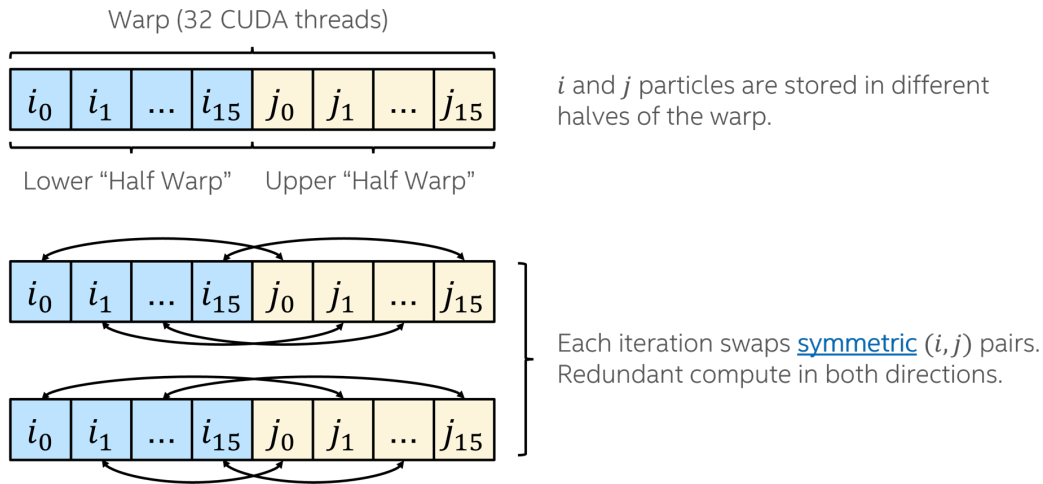 Warp (32 CUDA threads)
i₀ i₁ ... i₁₅ j₀ j₁ ... j₁₅
i and j particles are stored in different
halves of the warp.
Lower “Half Warp” Upper “Half Warp”
i₀ i₁ ... i₁₅ j₀ j₁ ... j₁₅
Each iteration swaps symmetric (i, j) pairs.
Redundant compute in both directions.
i₀ i₁ ... i₁₅ j₀ j₁ ... j₁₅